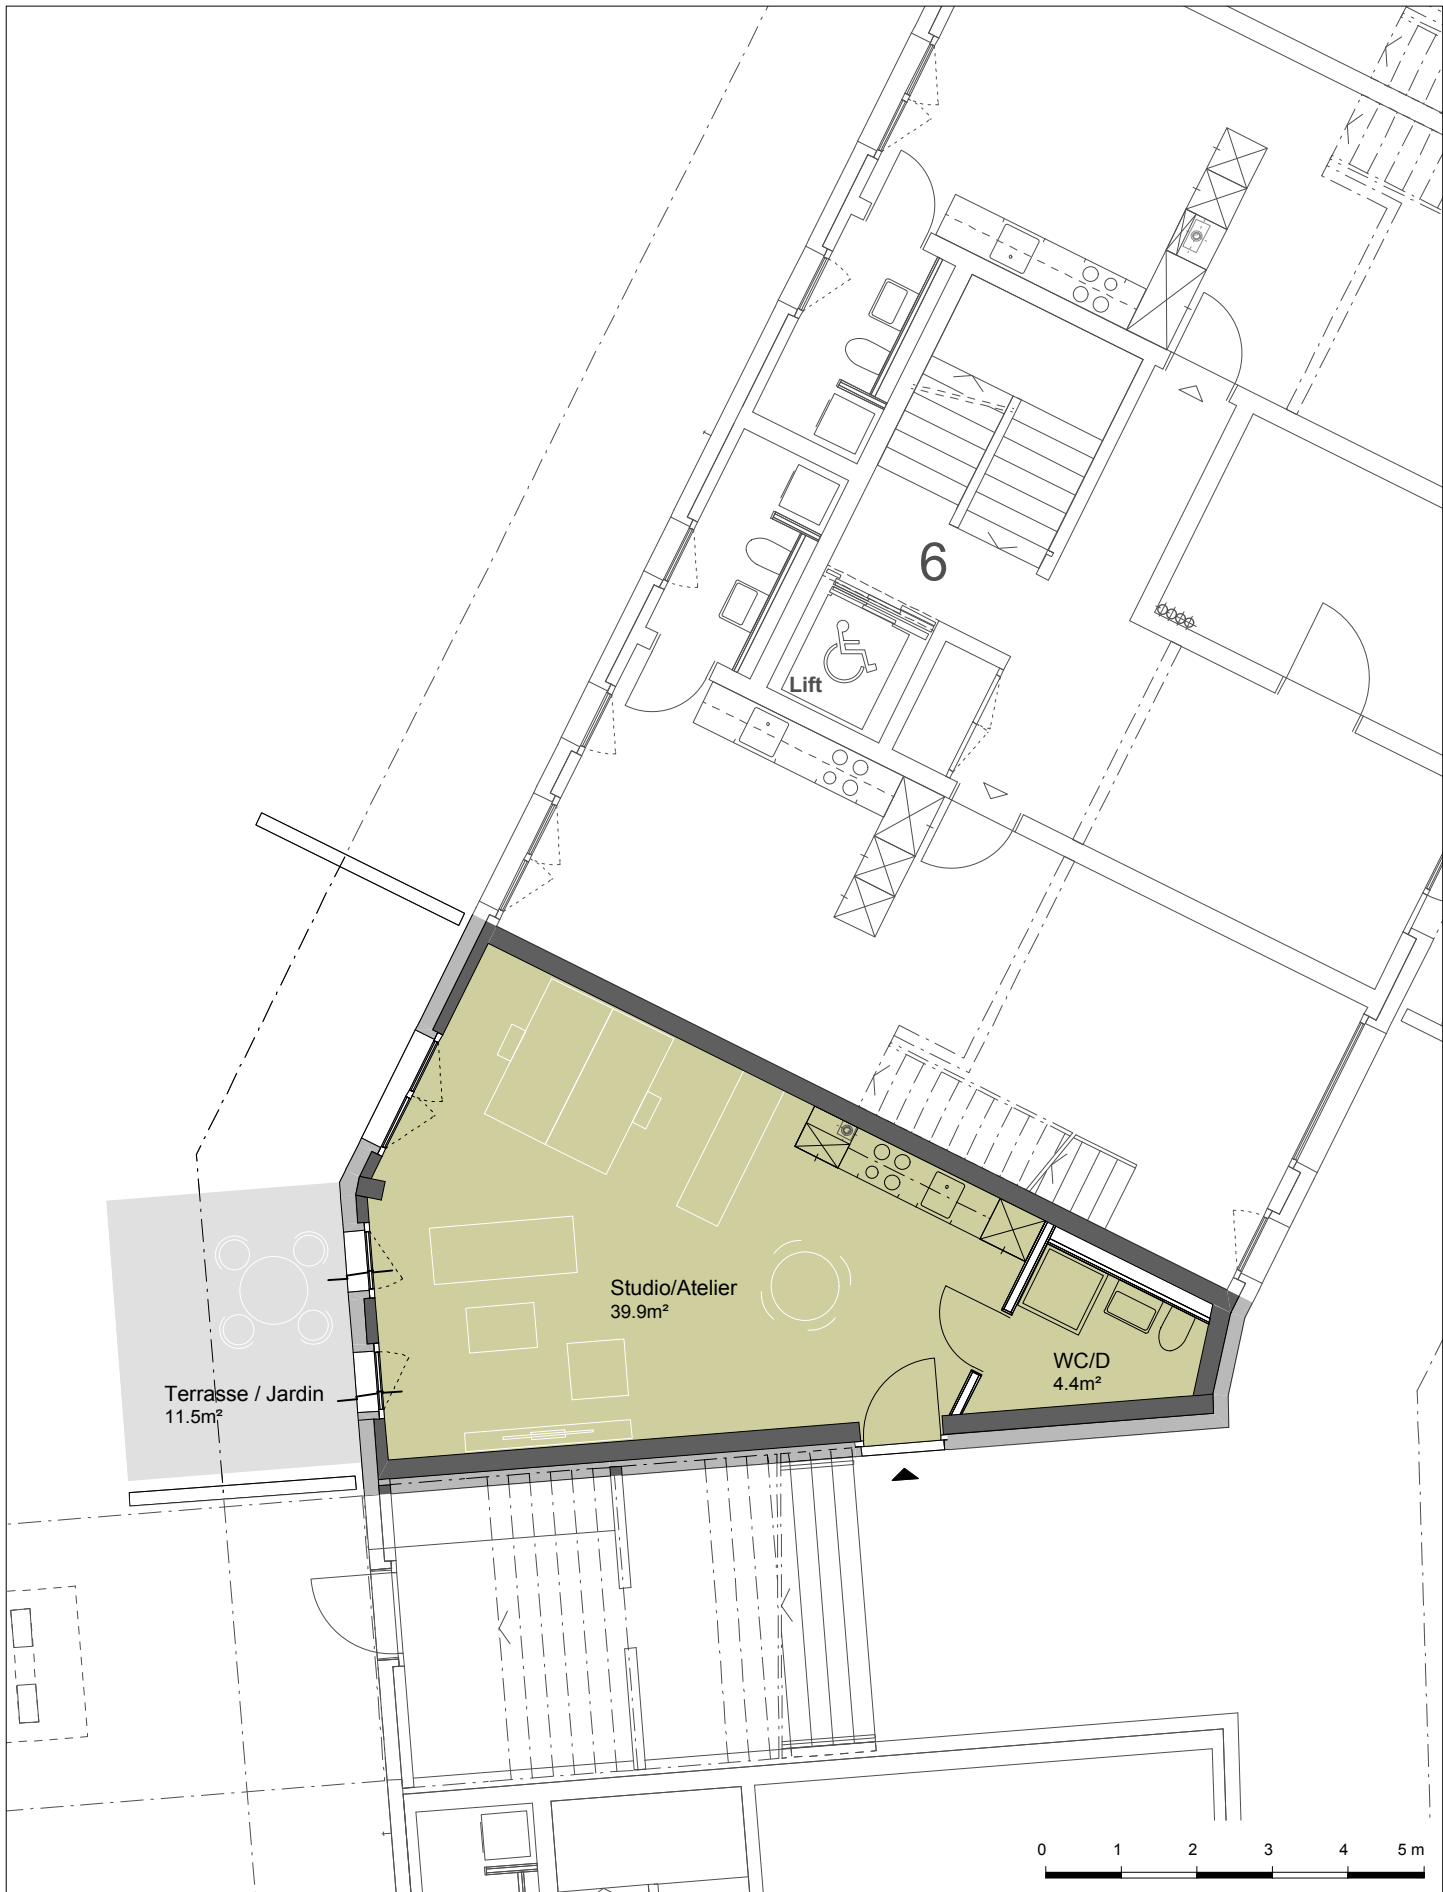 6
Lift
Studio/Atelier
39.9m²
WC/D
4.4m²
Terrasse / Jardin
11.5m²
0 1 2 3 4 5 m